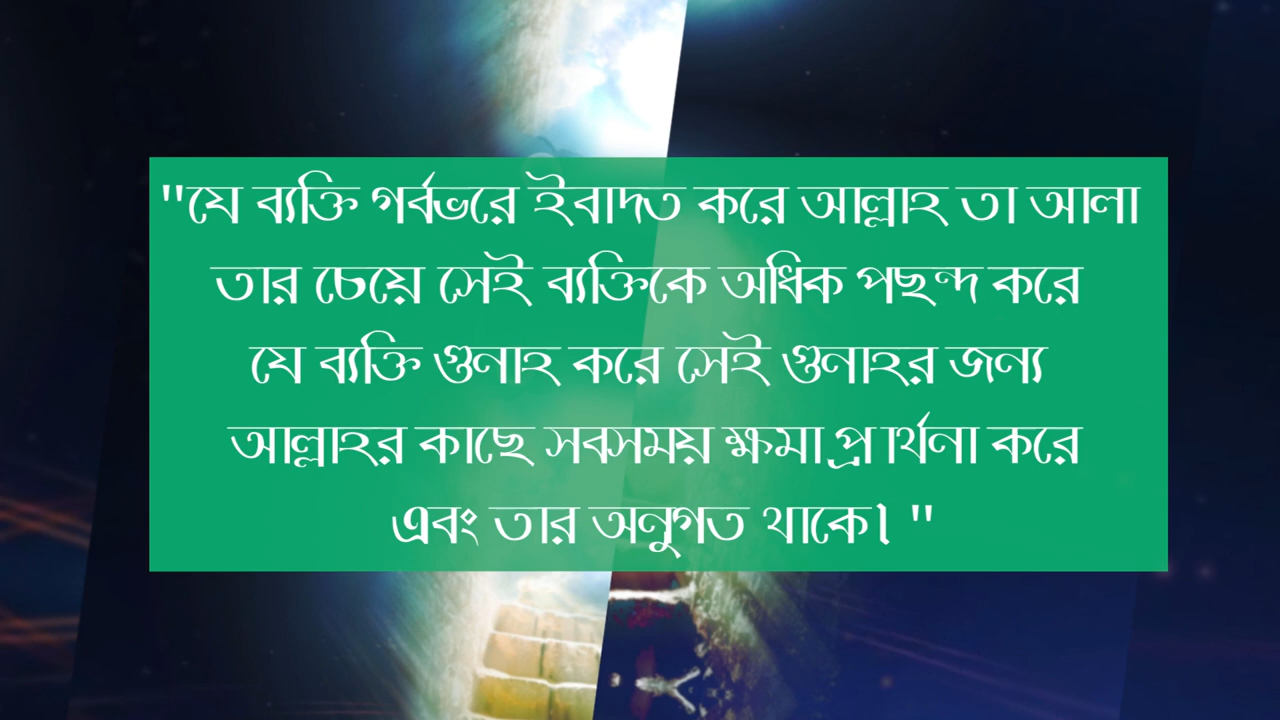 "যে ব্যক্তি গর্বভরে ইবাদত করে আল্লাহ তা আলা
তার চেয়ে সেই ব্যক্তিকে অধিক পছন্দ করে
যে ব্যক্তি গুনাহ করে সেই গুনাহর জন্য
আল্লাহর কাছে সবসময় ক্ষমা প্রার্থনা করে
এবং তার অনুগত থাকে। "